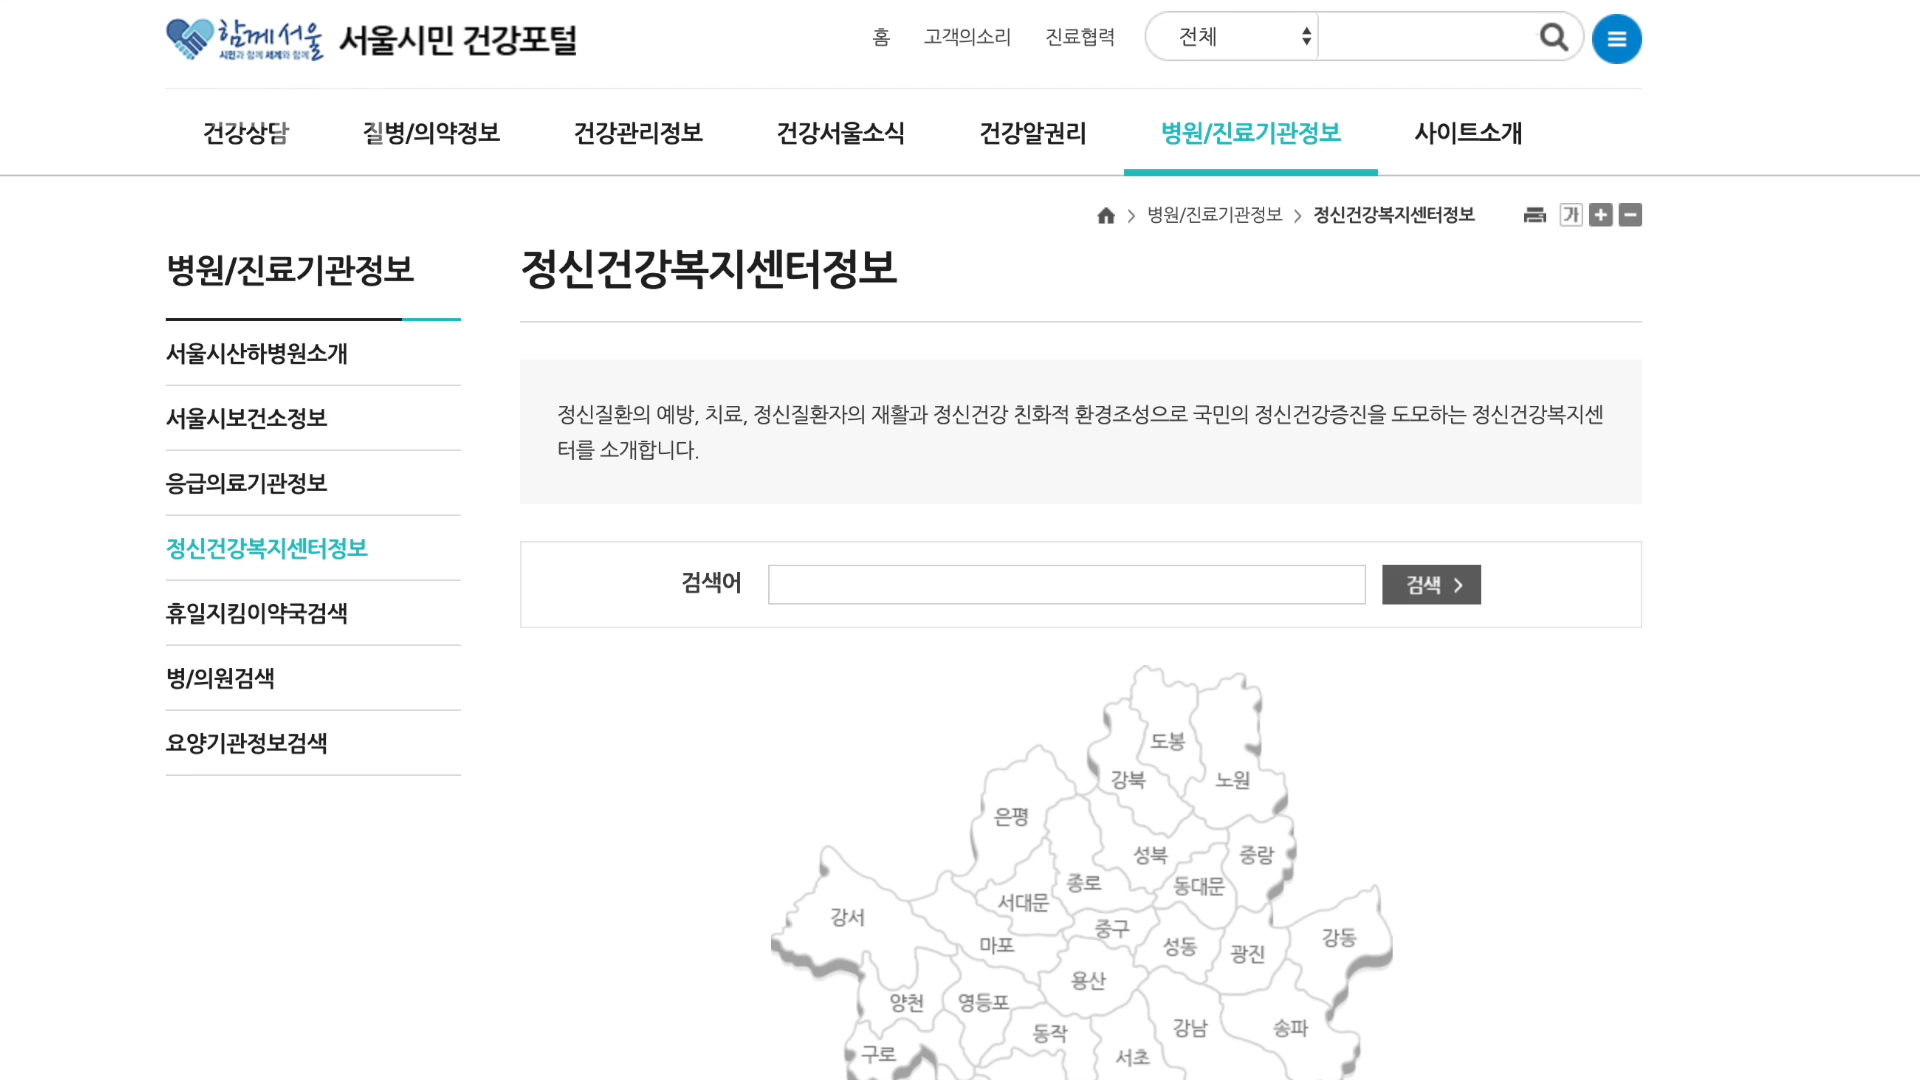 함께서울
시민과 함께 세계와 함께
서울시민 건강포털
홈 고객의소리 진료협력 전체
건강상담 질병/의약정보 건강관리정보 건강서울소식 건강알권리 병원/진료기관정보 사이트소개
병원/진료기관정보 정신건강복지센터정보 가
병원/진료기관정보
서울시산하병원소개
서울시보건소정보
응급의료기관정보
정신건강복지센터정보
휴일지킴이약국검색
병/의원검색
요양기관정보검색
정신건강복지센터정보
정신질환의 예방, 치료, 정신질환자의 재활과 정신건강 친화적 환경조성으로 국민의 정신건강증진을 도모하는 정신건강복지센
터를 소개합니다.
검색어 검색
도봉
강북 노원
은평
성북 중랑
종로 동대문
서대문
강서 중구 강동
마포 성동 광진
용산
양천 영등포
동작 강남 송파
구로 서초